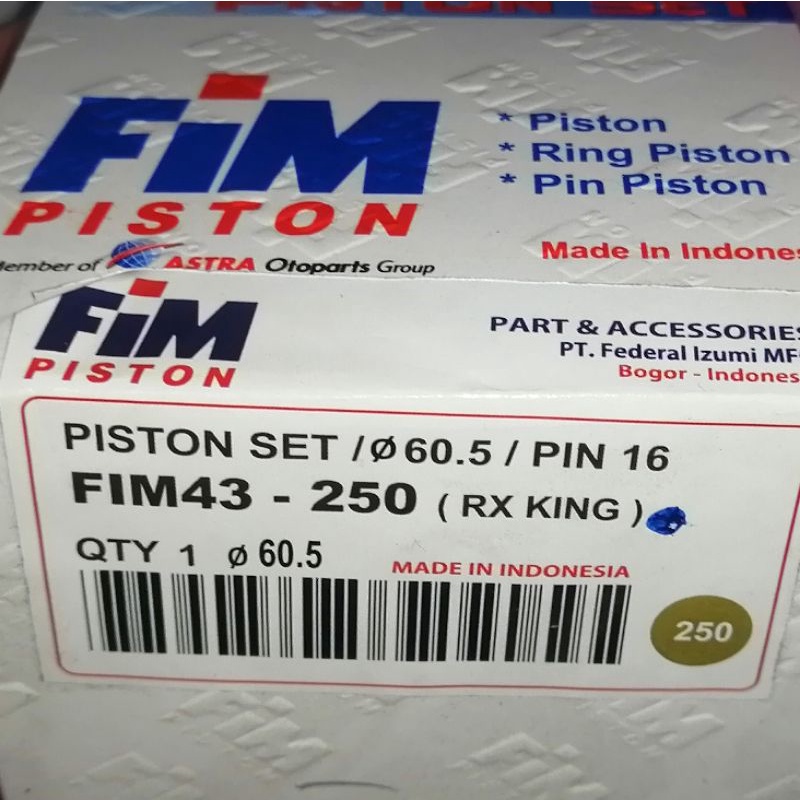 PISTON SET
FiM
PISTON
* Piston
* Ring Piston
* Pin Piston
Member of ASTRA Otoparts Group
Made In Indones
FiM
PISTON
PART & ACCESSORIES
PT. Federal Izumi MF
Bogor - Indones
PISTON SET / Ø 60.5 / PIN 16
FIM43 - 250 ( RX KING )
QTY 1 ø 60.5
MADE IN INDONESIA
250